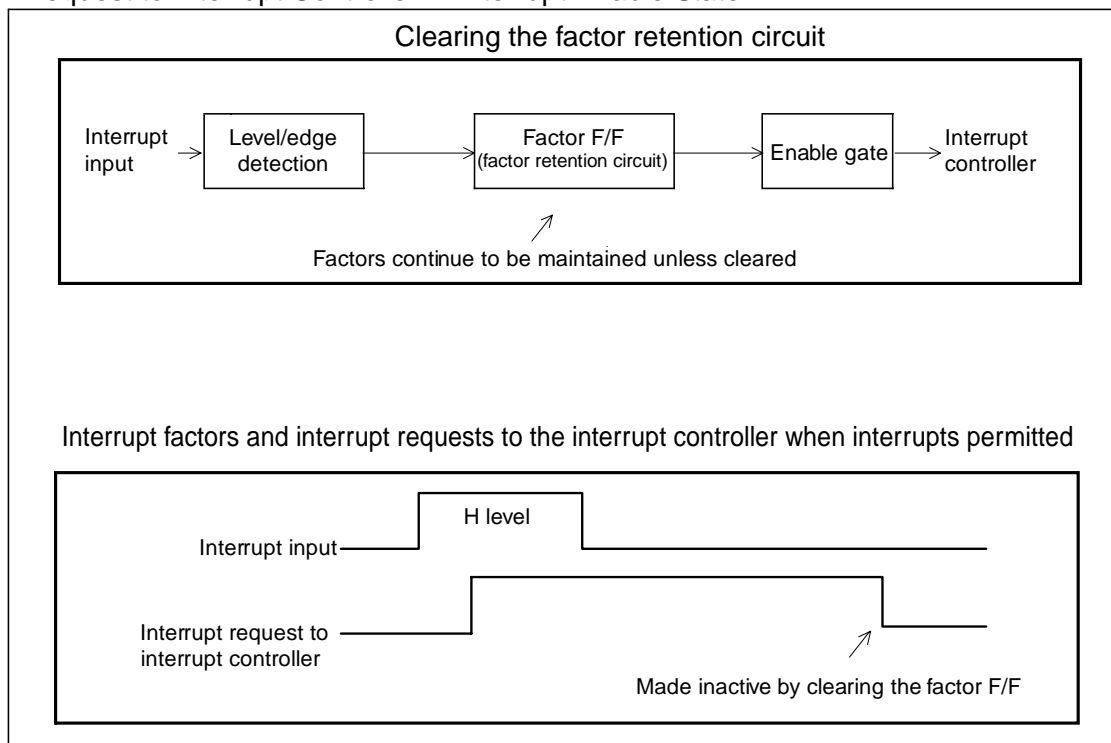 Clearing the factor retention circuit
Interrupt
input
Level/edge
detection
Factor F/F
(factor retention circuit)
Enable gate
Interrupt
controller
Factors continue to be maintained unless cleared
Interrupt factors and interrupt requests to the interrupt controller when interrupts permitted
H level
Interrupt input
Interrupt request to
interrupt controller
Made inactive by clearing the factor F/F